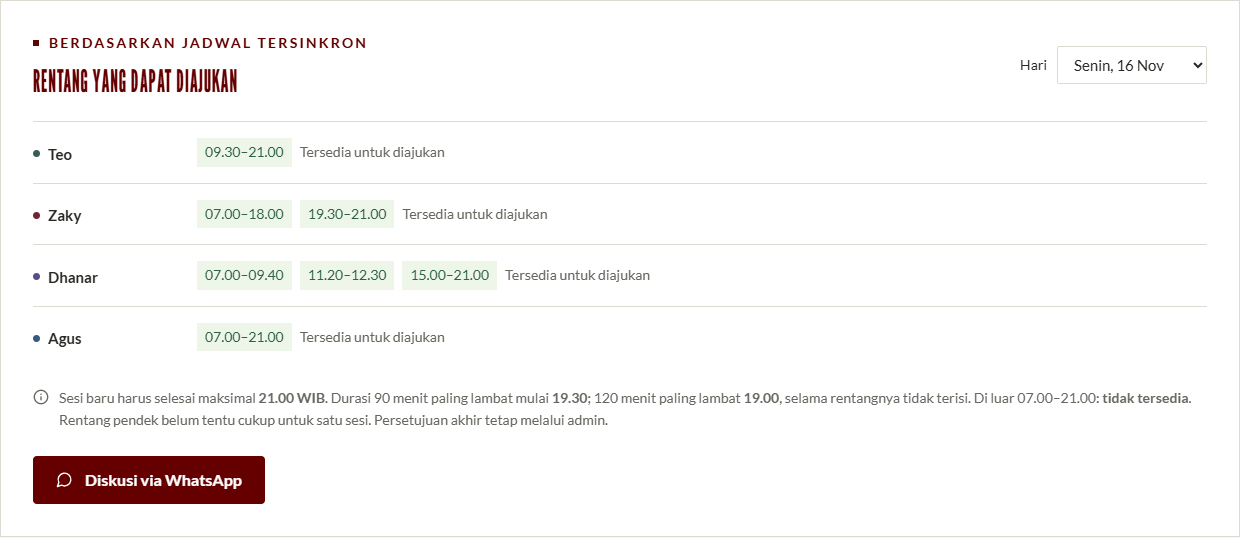 BERDASARKAN JADWAL TERSINKRON
RENTANG YANG DAPAT DIAJUKAN
Hari Senin, 16 Nov
Teo 09.30–21.00 Tersedia untuk diajukan
Zaky 07.00–18.00 19.30–21.00 Tersedia untuk diajukan
Dhanar 07.00–09.40 11.20–12.30 15.00–21.00 Tersedia untuk diajukan
Agus 07.00–21.00 Tersedia untuk diajukan
Sesi baru harus selesai maksimal 21.00 WIB. Durasi 90 menit paling lambat mulai 19.30; 120 menit paling lambat 19.00, selama rentangnya tidak terisi. Di luar 07.00–21.00: tidak tersedia.
Rentang pendek belum tentu cukup untuk satu sesi. Persetujuan akhir tetap melalui admin.
Diskusi via WhatsApp